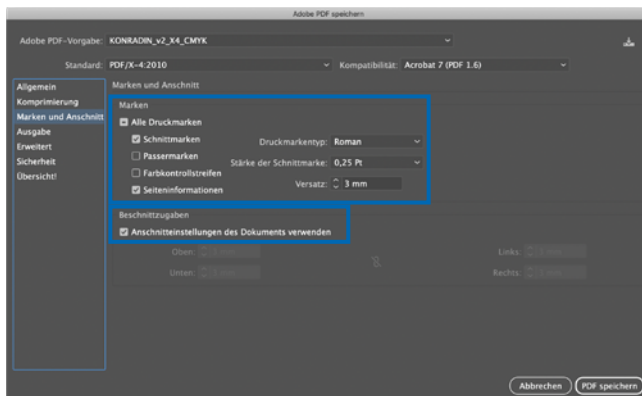 Adobe PDF speichern
Adobe PDF-Vorgabe: KONRADIN_v2_X4_CMYK
Standard: PDF/X-4:2010 Kompatibilität: Acrobat 7 (PDF 1.6)
Allgemein
Komprimierung
Marken und Anschnitt
Ausgabe
Erweitert
Sicherheit
Übersicht!
Marken und Anschnitt
Marken
Alle Druckmarken
Schnittmarken Druckmarkentyp: Roman
Passermarken Stärke der Schnittmarke: 0,25 Pt
Farbkontrollstreifen Versatz: 3 mm
Seiteninformationen
Beschnittzugaben
Anschnitteinstellungen des Dokuments verwenden
Oben: Links:
Unten: Rechts:
Abbrechen PDF speichern